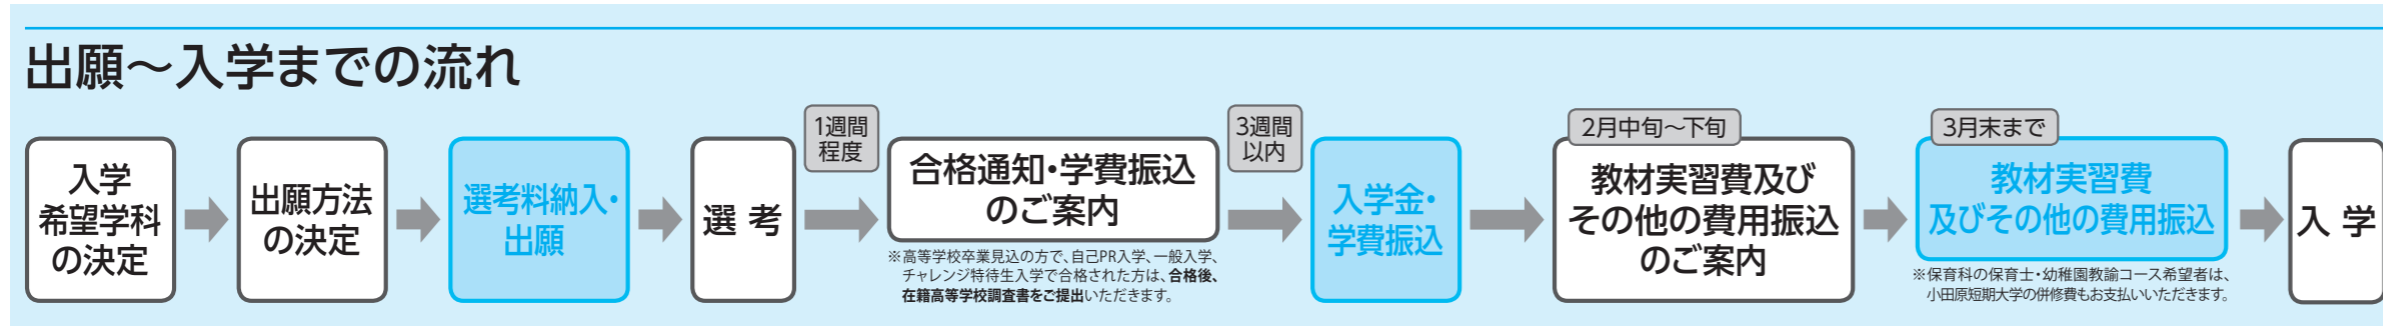 出願～入学までの流れ
入学
希望学科
の決定
出願方法
の決定
選考料納入・
出願
選 考
1週間
程度
合格通知・学費振込
のご案内
※高等学校卒業見込の方で、自己PR入学、一般入学、
チャレンジ特待生入学で合格された方は、合格後、
在籍高等学校調査書をご提出いただきます。
3週間
以内
入学金・
学費振込
2月中旬～下旬
教材実習費及び
その他の費用振込
のご案内
3月末まで
教材実習費
及びその他の費用振込
※保育科の保育士・幼稚園教諭コース希望者は、
小田原短期大学の併修費もお支払いいただきます。
入 学